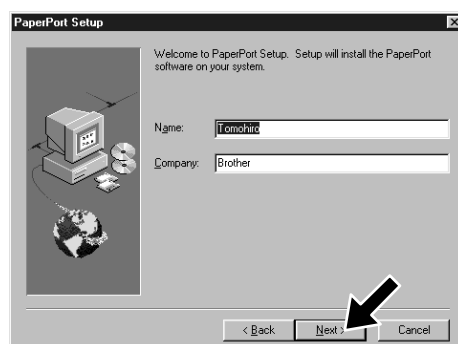 PaperPort Setup
Welcome to PaperPort Setup. Setup will install the PaperPort
software on your system.
Name: Tomohiro
Company: Brother
< Back Next > Cancel